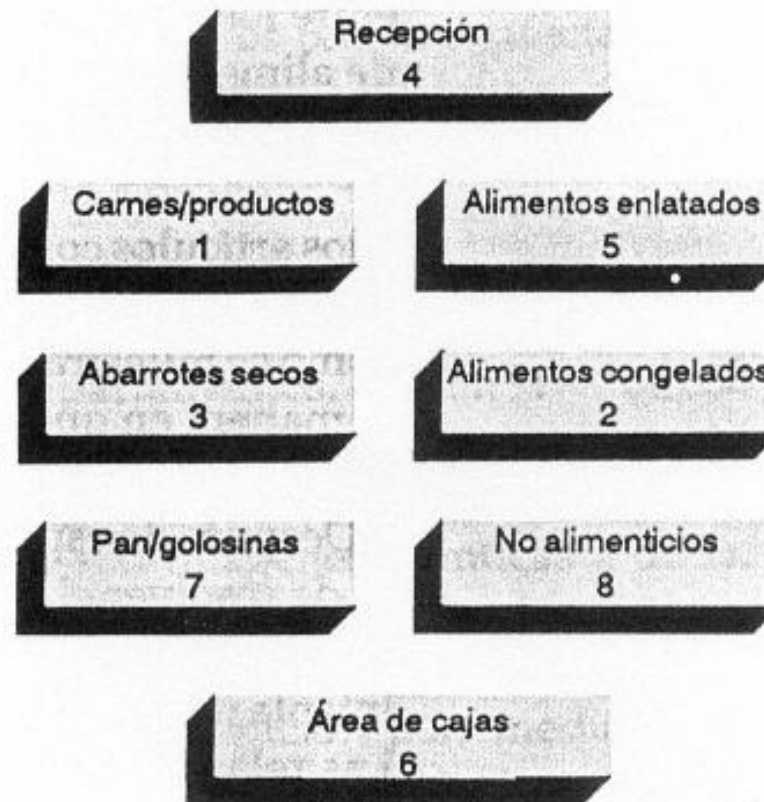 Recepción
4
Carnes/productos
1
Alimentos enlatados
5
Abarrotes secos
3
Alimentos congelados
2
Pan/golosinas
7
No alimenticios
8
Área de cajas
6